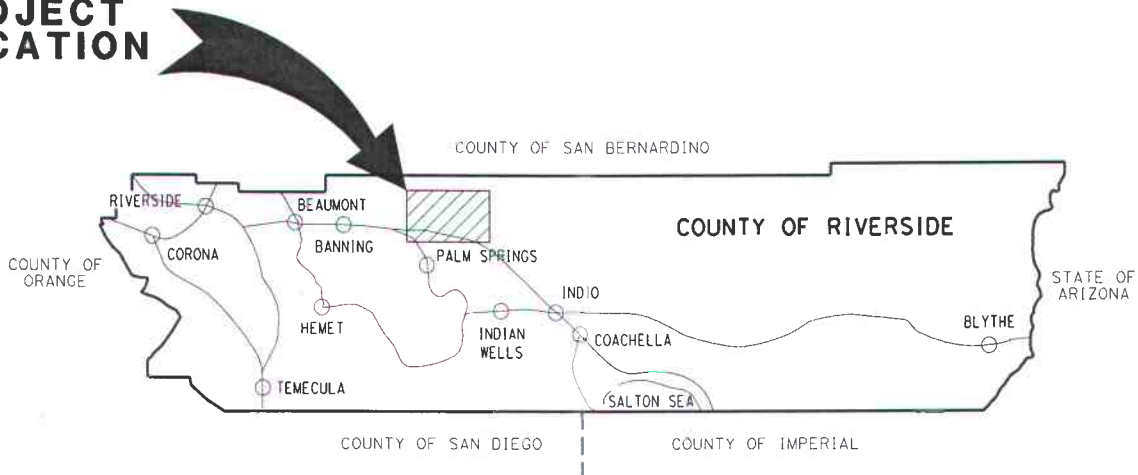 CATION
COUNTY OF SAN BERNARDINO
RIVERSIDE
BEAUMONT
COUNTY OF RIVERSIDE
BANNING
CORONA
PALM SPRINGS
COUNTY OF
ORANGE
STATE OF
ARIZONA
INDIO
HEMET
INDIAN
WELLS
COACHELLA
BLYTHE
TEMECULA
SALTON SEA
COUNTY OF SAN DIEGO
COUNTY OF IMPERIAL